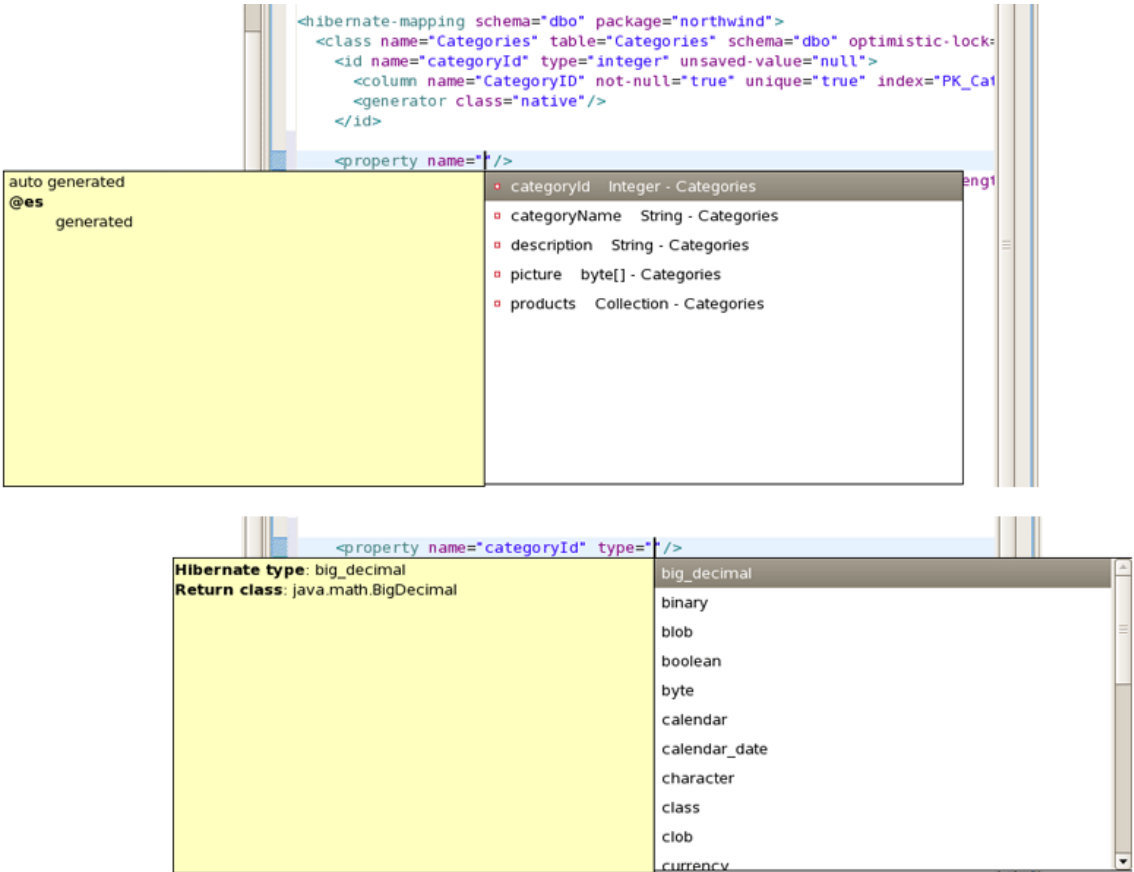 <hibernate-mapping schema="dbo" package="northwind">
<class name="Categories" table="Categories" schema="dbo" optimistic-lock=
<id name="categoryId" type="integer" unsaved-value="null">
<column name="CategoryID" not-null="true" unique="true" index="PK_Cat
<generator class="native"/>
</id>
<property name=""/>
auto generated
@es
generated
engt
categoryId Integer - Categories
categoryName String - Categories
description String - Categories
picture byte[] - Categories
products Collection - Categories
<property name="categoryId" type=""/>
Hibernate type: big_decimal
Return class: java.math.BigDecimal
big_decimal
binary
blob
boolean
byte
calendar
calendar_date
character
class
clob
currency